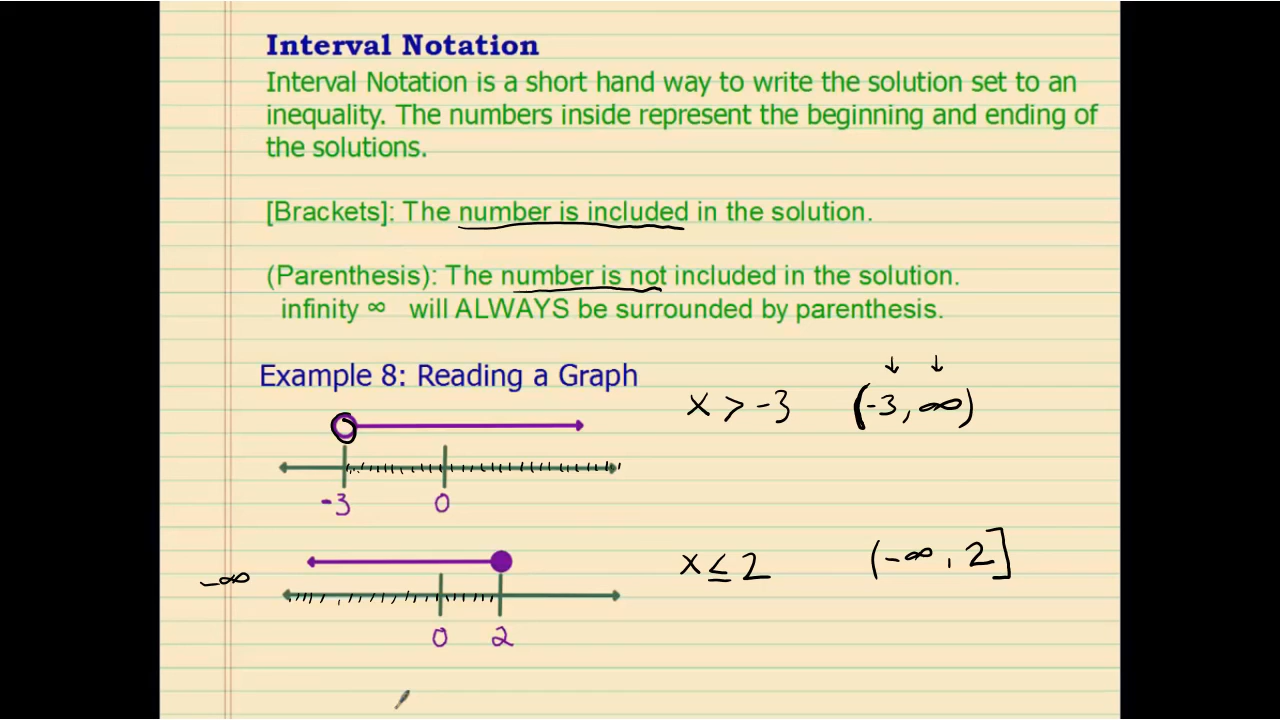 Interval Notation
Interval Notation is a short hand way to write the solution set to an
inequality. The numbers inside represent the beginning and ending of
the solutions.
[Brackets]: The number is included in the solution.
(Parenthesis): The number is not included in the solution.
infinity ∞ will ALWAYS be surrounded by parenthesis.
Example 8: Reading a Graph
x > -3 (-3, ∞)
-3 0
x ≤ 2 (-∞, 2]
-∞
0 2